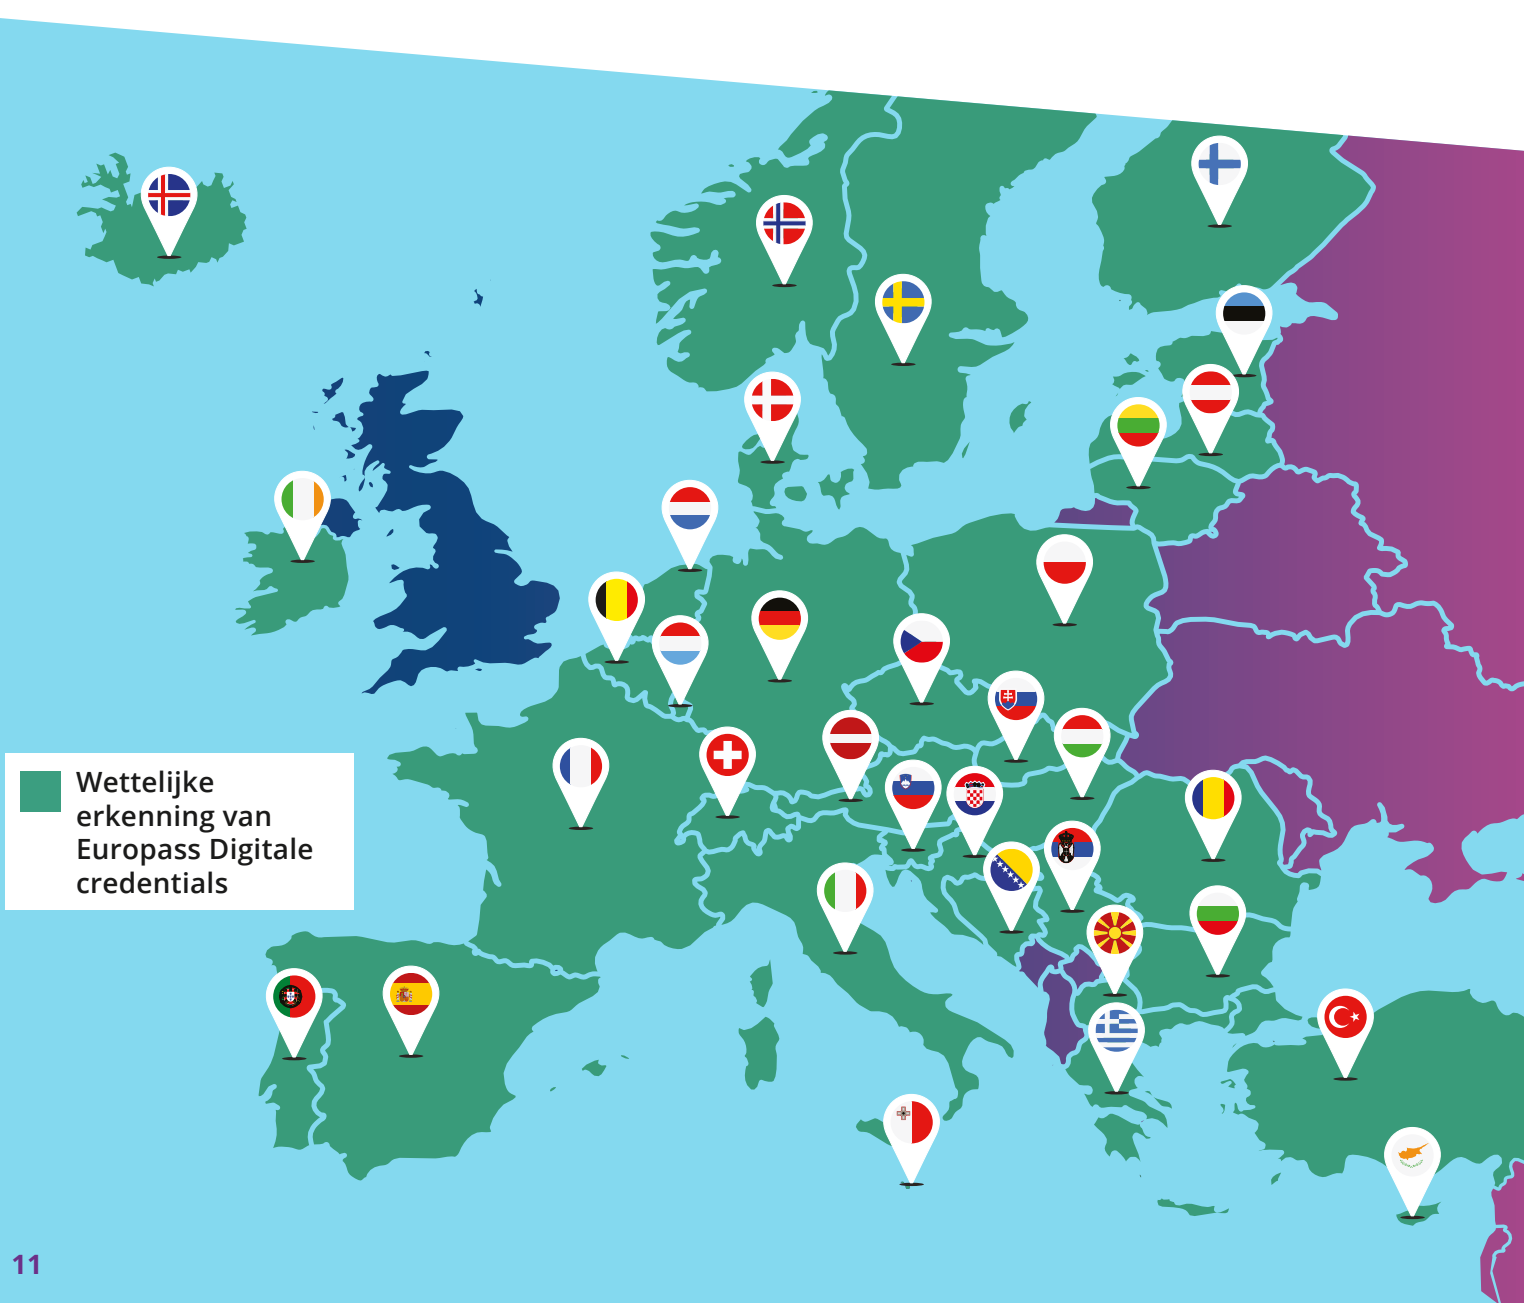 Wettelijke
erkenning van
Europass Digitale
credentials
11